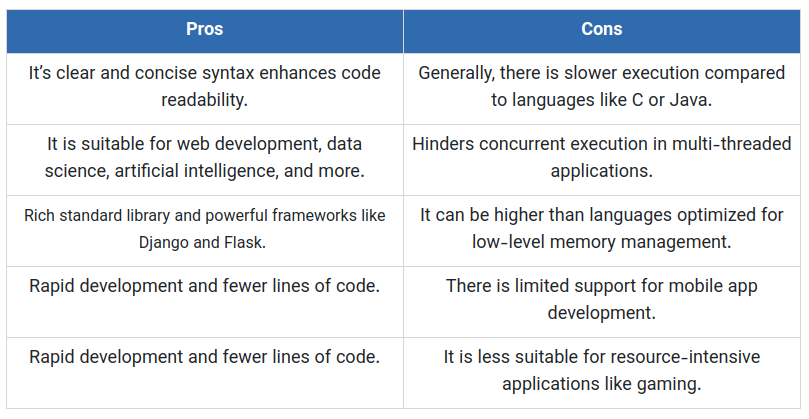 Pros
Cons
It’s clear and concise syntax enhances code
readability.
Generally, there is slower execution compared
to languages like C or Java.
It is suitable for web development, data
science, artificial intelligence, and more.
Hinders concurrent execution in multi-threaded
applications.
Rich standard library and powerful frameworks like
Django and Flask.
It can be higher than languages optimized for
low-level memory management.
Rapid development and fewer lines of code.
There is limited support for mobile app
development.
Rapid development and fewer lines of code.
It is less suitable for resource-intensive
applications like gaming.